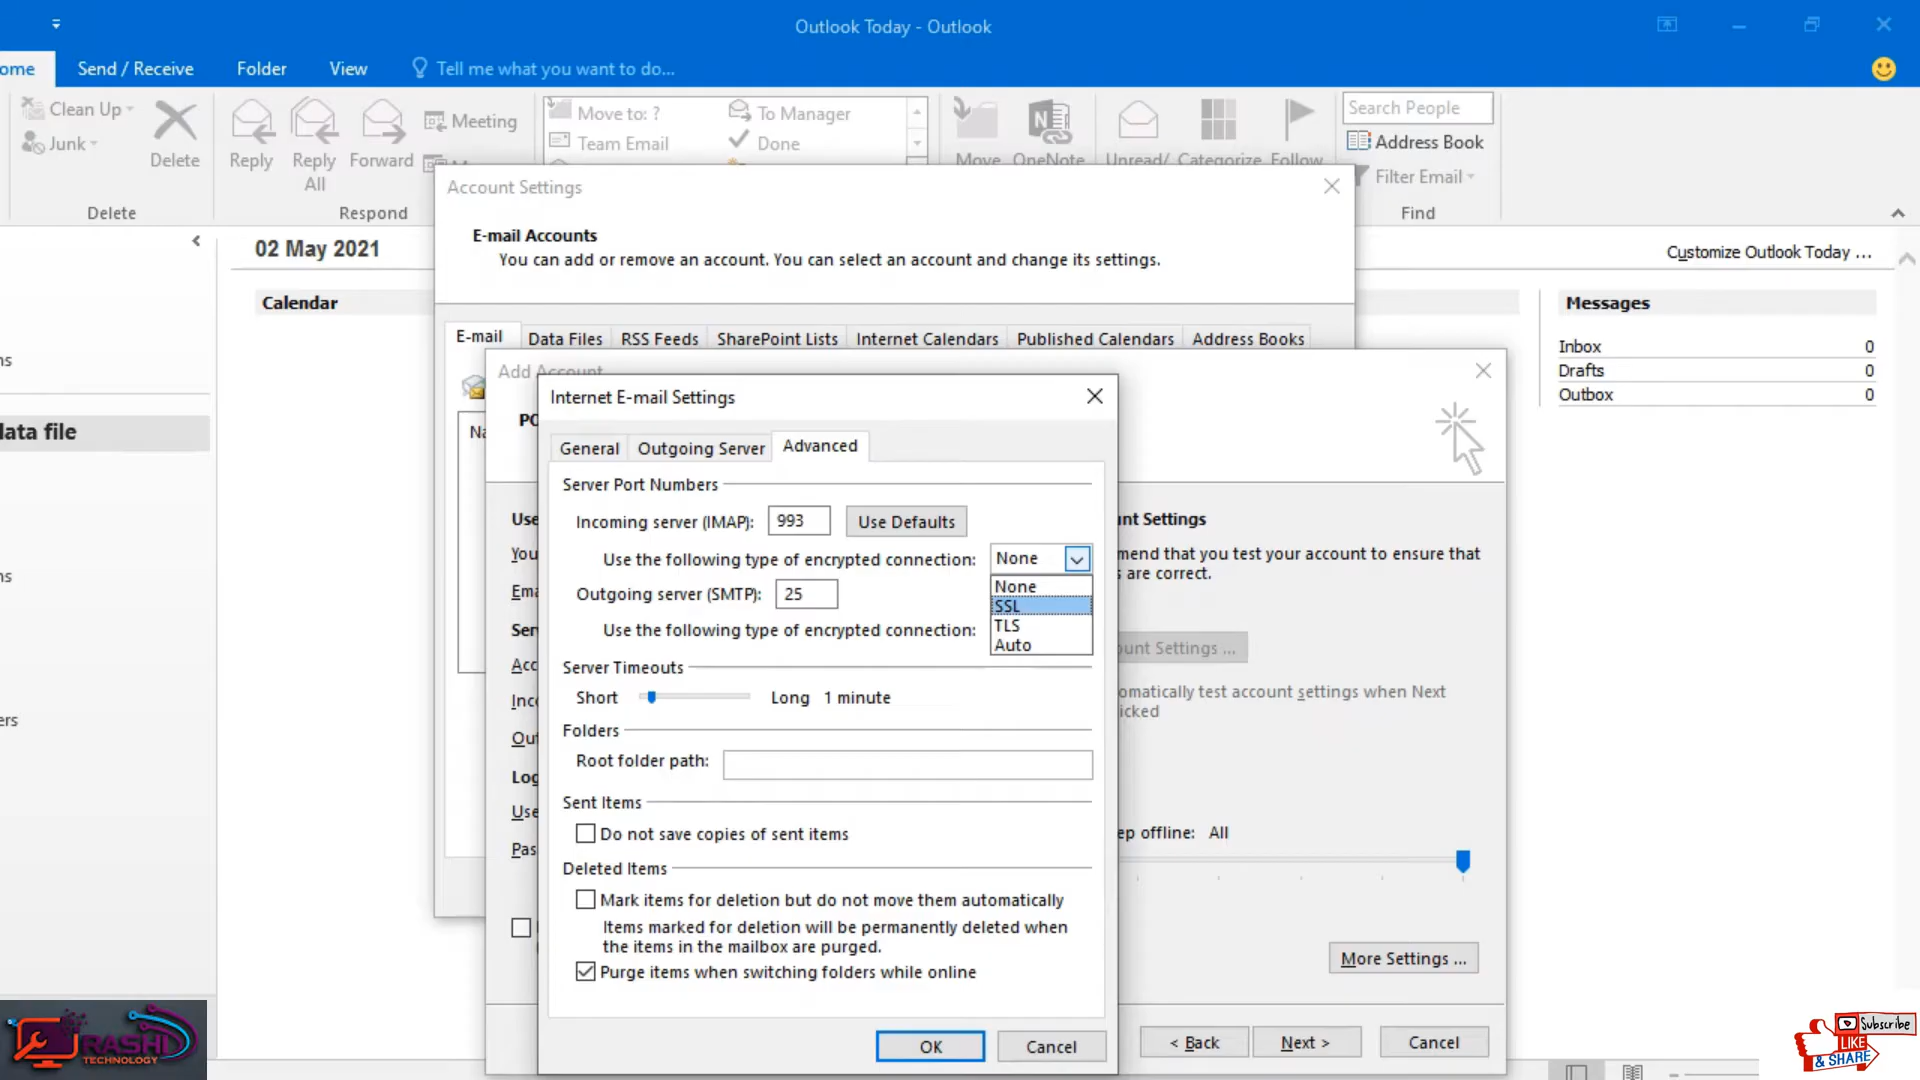 Outlook Today - Outlook
ome Send / Receive Folder View Tell me what you want to do...
Clean Up
Junk
Delete
Reply
Reply All
Forward
Meeting
Move to: ?
To Manager
Team Email
Done
Move
OneNote
Unread/
Categorize
Follow
Search People
Address Book
Filter Email
Delete
Respond
Find
Account Settings
E-mail Accounts
You can add or remove an account. You can select an account and change its settings.
02 May 2021
Customize Outlook Today ...
Calendar
Messages
Inbox 0
Drafts 0
Outbox 0
E-mail Data Files RSS Feeds SharePoint Lists Internet Calendars Published Calendars Address Books
Add Account
Na
PO
ns
ata file
ns
ers
Internet E-mail Settings
General Outgoing Server Advanced
Server Port Numbers
Incoming server (IMAP): 993 Use Defaults
Use the following type of encrypted connection: None
None
SSL
TLS
Auto
Outgoing server (SMTP): 25
Use the following type of encrypted connection:
Server Timeouts
Short Long 1 minute
Folders
Root folder path:
Sent Items
Do not save copies of sent items
Deleted Items
Mark items for deletion but do not move them automatically
Items marked for deletion will be permanently deleted when
the items in the mailbox are purged.
Purge items when switching folders while online
OK Cancel
Use
You
Ema
Ser
Acc
Inc
Out
Log
Use
Pas
nt Settings
mend that you test your account to ensure that
s are correct.
unt Settings ...
omatically test account settings when Next
icked
ep offline: All
More Settings ...
< Back Next > Cancel
RASHI
TECHNOLOGY
Subscribe
LIKE
& SHARE